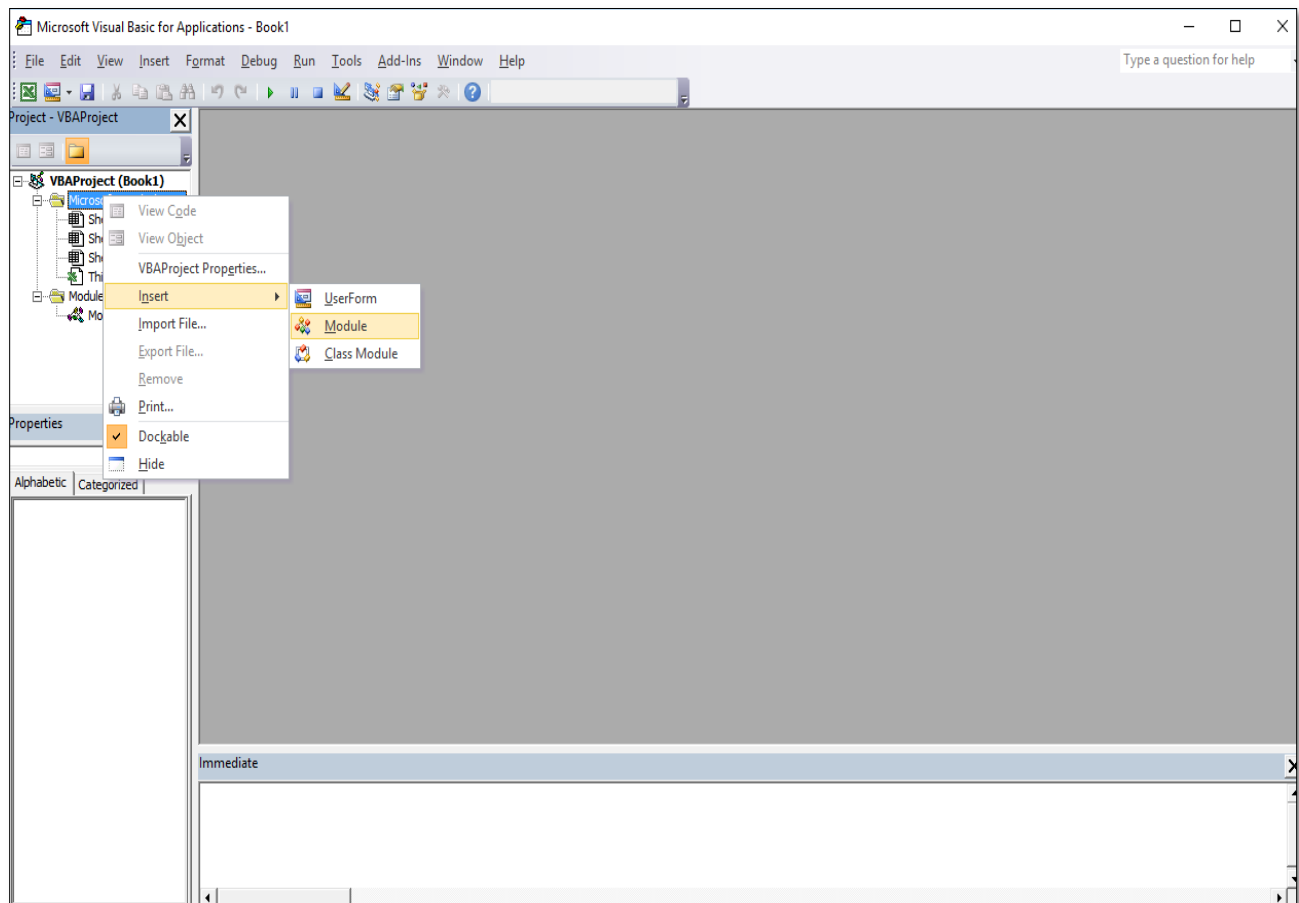 Microsoft Visual Basic for Applications - Book1
File Edit View Insert Format Debug Run Tools Add-Ins Window Help
Type a question for help
Project - VBAProject
VBAProject (Book1)
View Code
View Object
VBAProject Properties...
Insert
Import File...
Export File...
Remove
Print...
Dockable
Hide
UserForm
Module
Class Module
Module
Properties
Alphabetic Categorized
Immediate